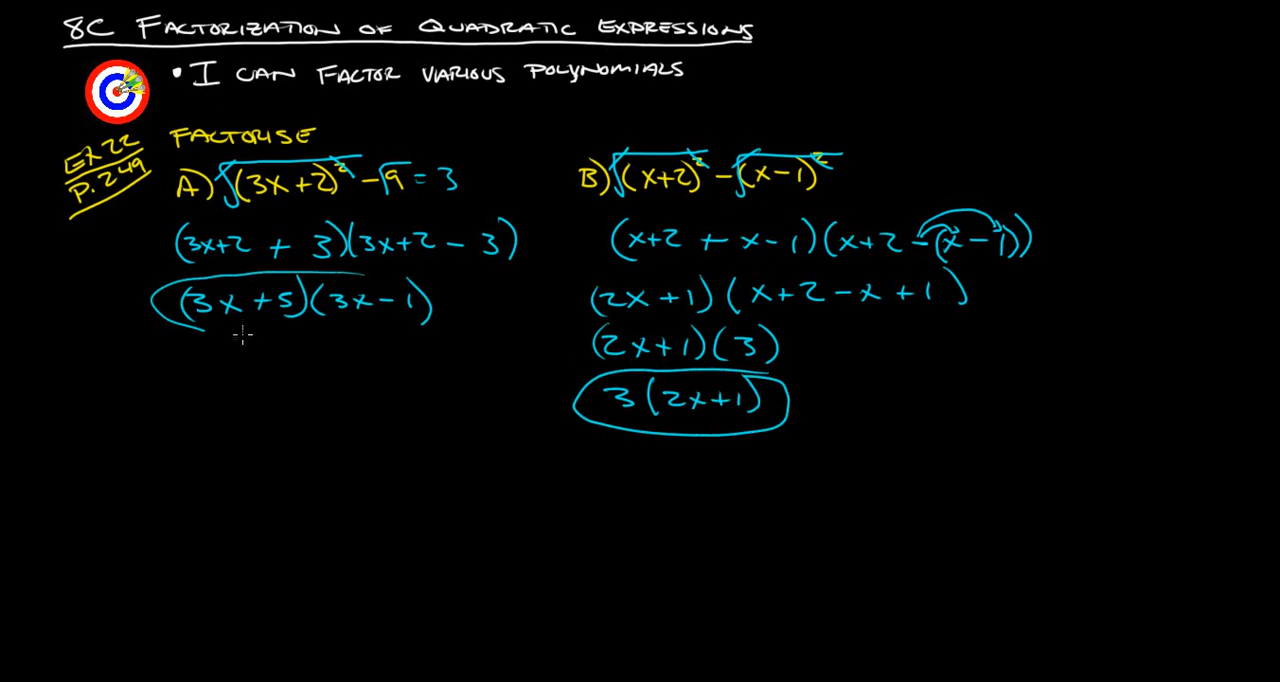 8C FACTORIZATION OF QUADRATIC EXPRESSIONS
• I CAN FACTOR VARIOUS POLYNOMIALS
EX 22
P. 249
FACTORISE
A) √(3x+2)² - √9 = 3
(3x+2 + 3)(3x+2 - 3)
(3x+5)(3x-1)
B) √(x+2)² - √(x-1)²
(x+2 + x-1)(x+2 - (x-1))
(2x+1)(x+2-x+1)
(2x+1)(3)
3(2x+1)